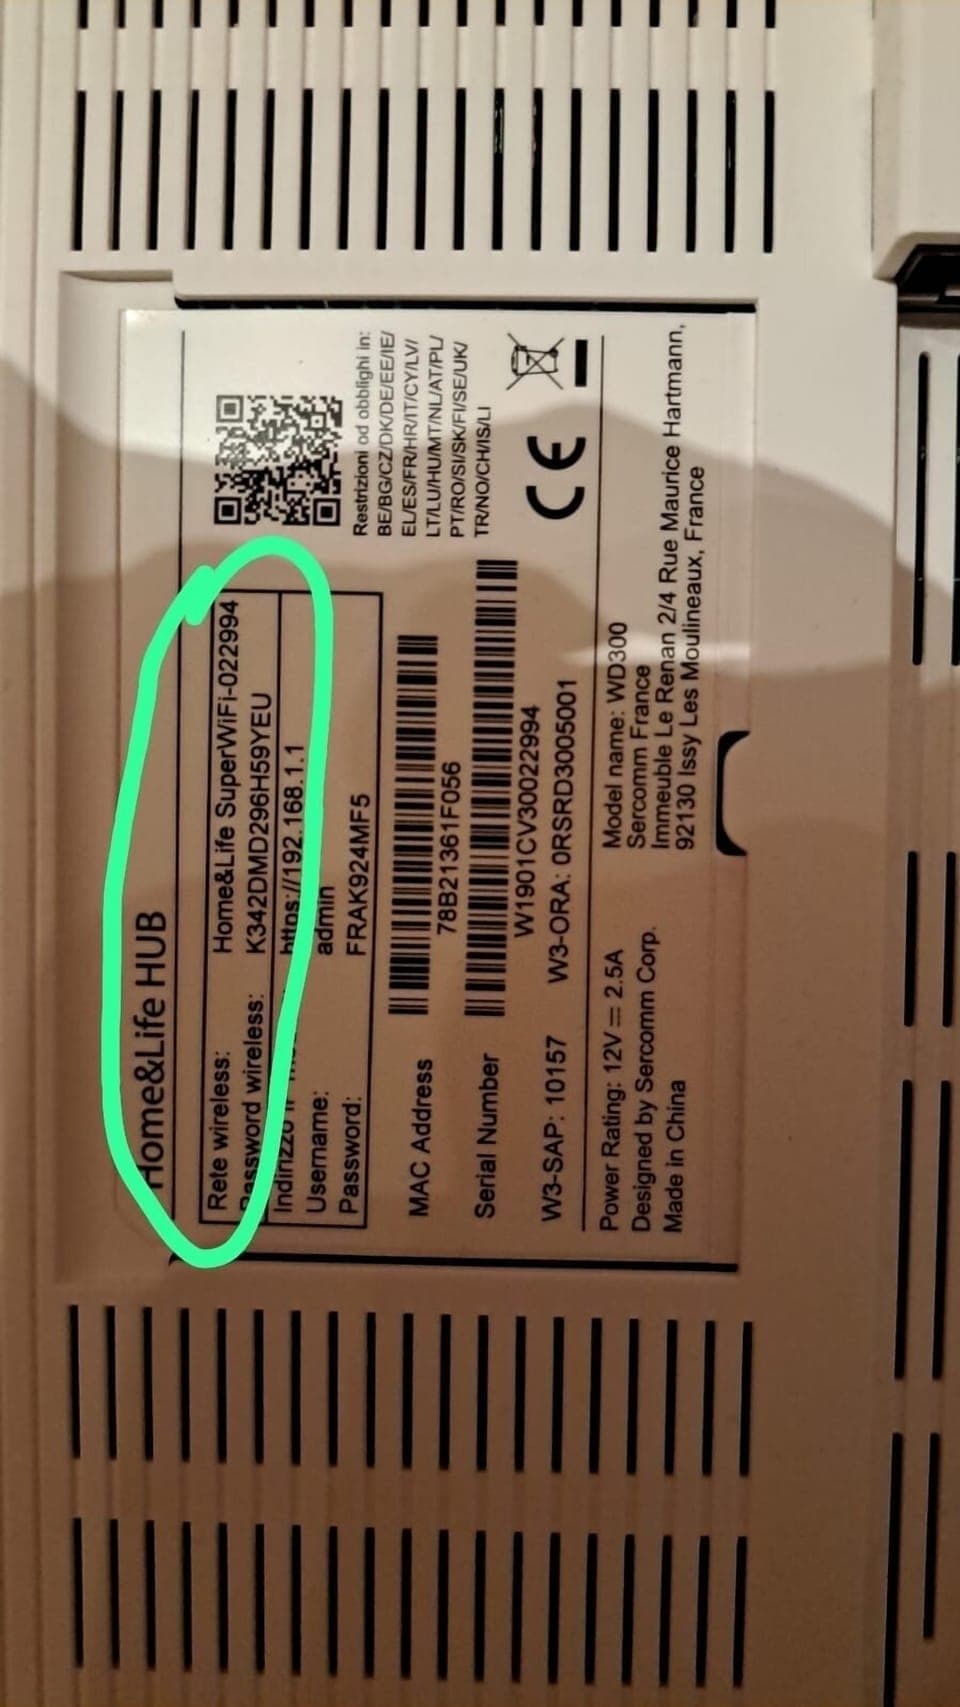 Home&Life HUB
Rete wireless: Home&Life SuperWiFi-022994
Password wireless: K342DMD296H59YEU
Indirizzo https://192.168.1.1
Username: admin
Password: FRAK924MF5
Restrizioni od obblighi in:
BE/BG/CZ/DK/DE/EE/IE/
EL/ES/FR/HR/IT/CY/LV/
LT/LU/HU/MT/NL/AT/PL/
PT/RO/SI/SK/FI/SE/UK/
TR/NO/CH/IS/LI
MAC Address
78B21361F056
Serial Number
W1901CV30022994
W3-SAP: 10157 W3-ORA: 0RSRD3005001
CE
Power Rating: 12V⎓2.5A
Designed by Sercomm Corp.
Made in China
Model name: WD300
Sercomm France
Immeuble Le Renan 2/4 Rue Maurice Hartmann,
92130 Issy Les Moulineaux, France